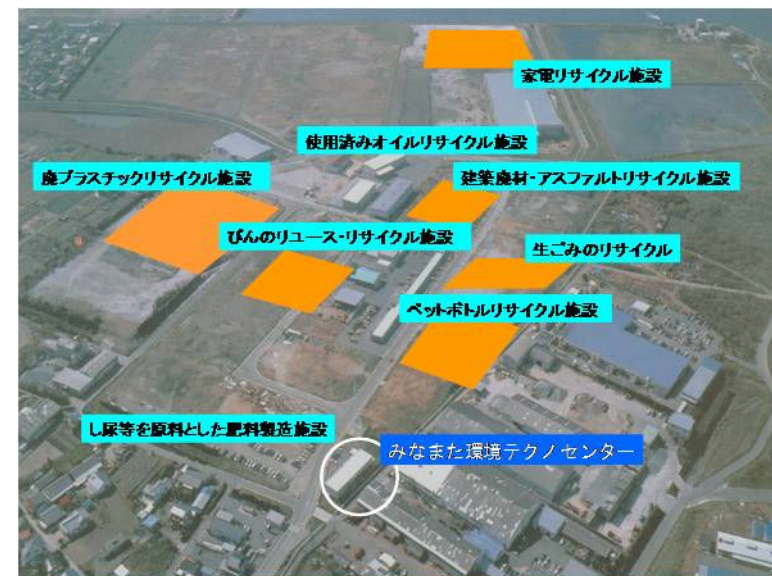 家電リサイクル施設
使用済みオイルリサイクル施設
廃プラスチックリサイクル施設
建築廃材・アスファルトリサイクル施設
びんのリユース・リサイクル施設
生ごみのリサイクル
ペットボトルリサイクル施設
し尿等を原料とした肥料製造施設
みなまた環境テクノセンター